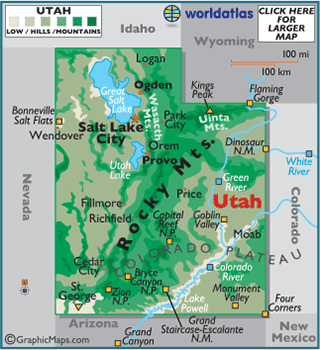 UTAH
LOW / HILLS / MOUNTAINS
worldatlas
CLICK HERE
FOR
LARGER
MAP
Idaho
Wyoming
100 mi
100 km
Logan
Great
Salt
Lake
Ogden
Kings
Peak
Flaming
Gorge
Bonneville
Salt Flats
Wendover
Wasatch
Mts.
Park
City
Uinta
Mts.
Salt Lake
City
Orem
Dinosaur
N.M.
Utah
Lake
Provo
White
River
Green
River
Rocky Mts.
Price
Utah
Nevada
Colorado
Fillmore
Richfield
Capitol
Reef
N.P.
Goblin
Valley
Moab
COLORADO PLATEAU
Cedar
City
Bryce
Canyon
N.P.
Colorado
River
St.
George
Zion
N.P.
Lake
Powell
Monument
Valley
Four
Corners
Arizona
Grand
Canyon
Grand
Staircase-Escalante
N.M.
New
Mexico
©GraphicMaps.com